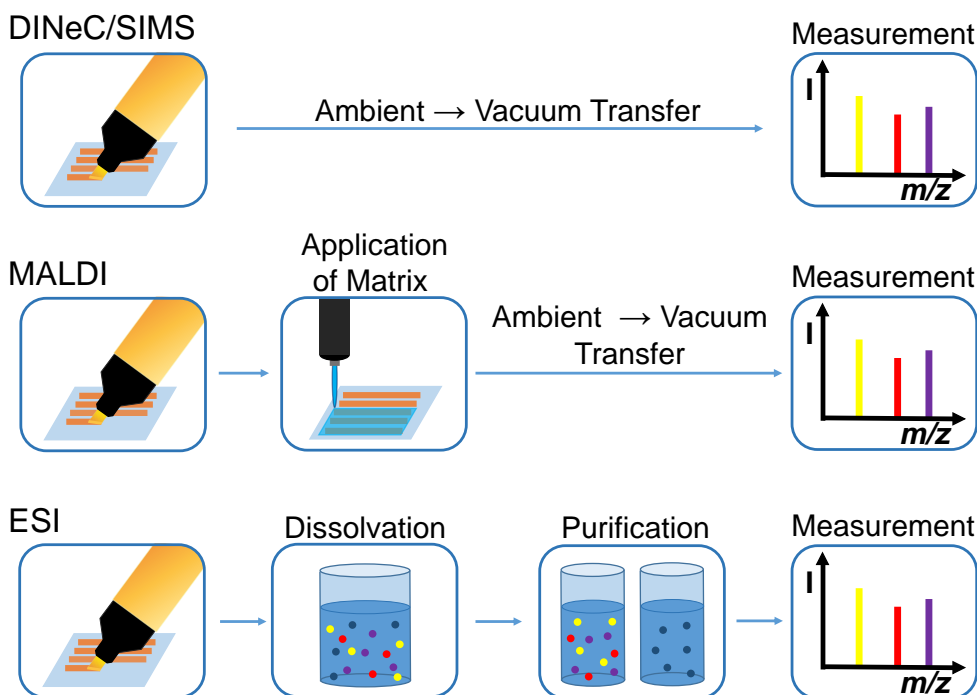 DINeC/SIMS
Ambient → Vacuum Transfer
Measurement
I
m/z
MALDI
Application
of Matrix
Ambient → Vacuum
Transfer
Measurement
I
m/z
ESI
Dissolvation
Purification
Measurement
I
m/z